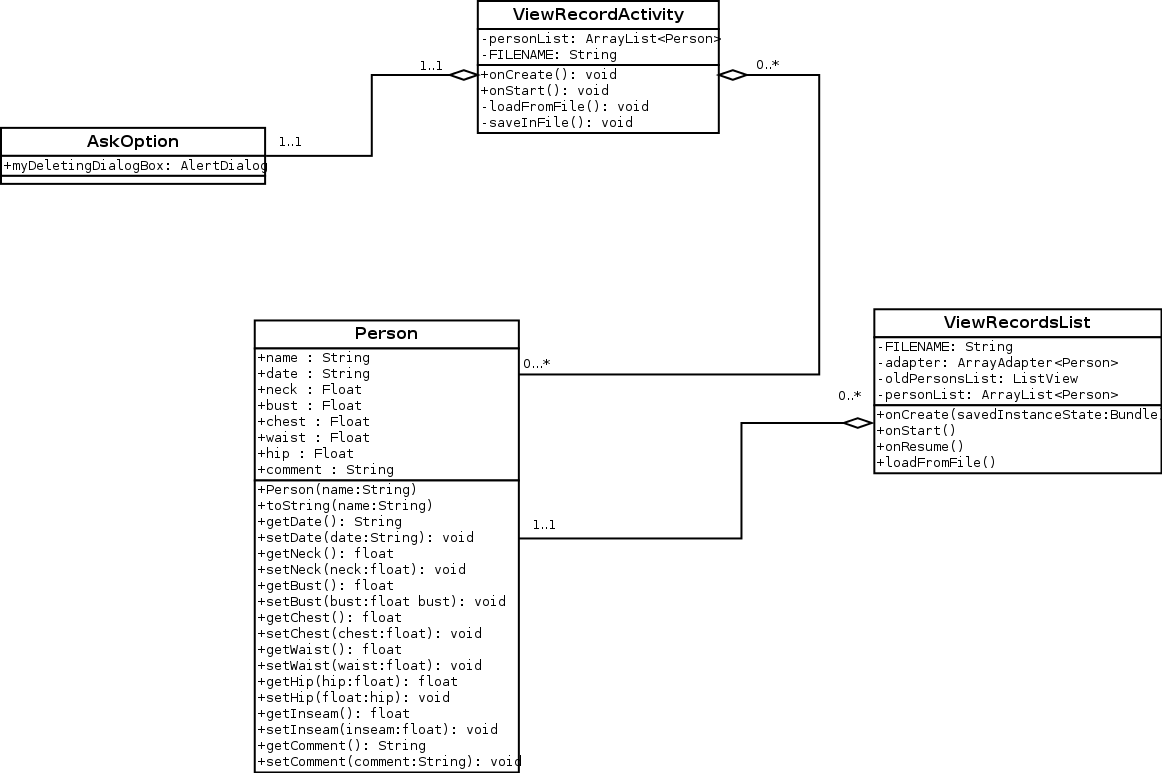 ViewRecordActivity
-personList: ArrayList<Person>
-FILENAME: String
+onCreate(): void
+onStart(): void
-loadFromFile(): void
-saveInFile(): void
1..1
0..*
AskOption
+myDeletingDialogBox: AlertDialog
1..1
Person
+name : String
+date : String
+neck : Float
+bust : Float
+chest : Float
+waist : Float
+hip : Float
+comment : String
+Person(name:String)
+toString(name:String)
+getDate(): String
+setDate(date:String): void
+getNeck(): float
+setNeck(neck:float): void
+getBust(): float
+setBust(bust:float bust): void
+getChest(): float
+setChest(chest:float): void
+getWaist(): float
+setWaist(waist:float): void
+getHip(hip:float): float
+setHip(float:hip): void
+getInseam(): float
+setInseam(inseam:float): void
+getComment(): String
+setComment(comment:String): void
0...*
1..1
0..*
ViewRecordsList
-FILENAME: String
-adapter: ArrayAdapter<Person>
-oldPersonsList: ListView
-personList: ArrayList<Person>
+onCreate(savedInstanceState:Bundle
+onStart()
+onResume()
+loadFromFile()